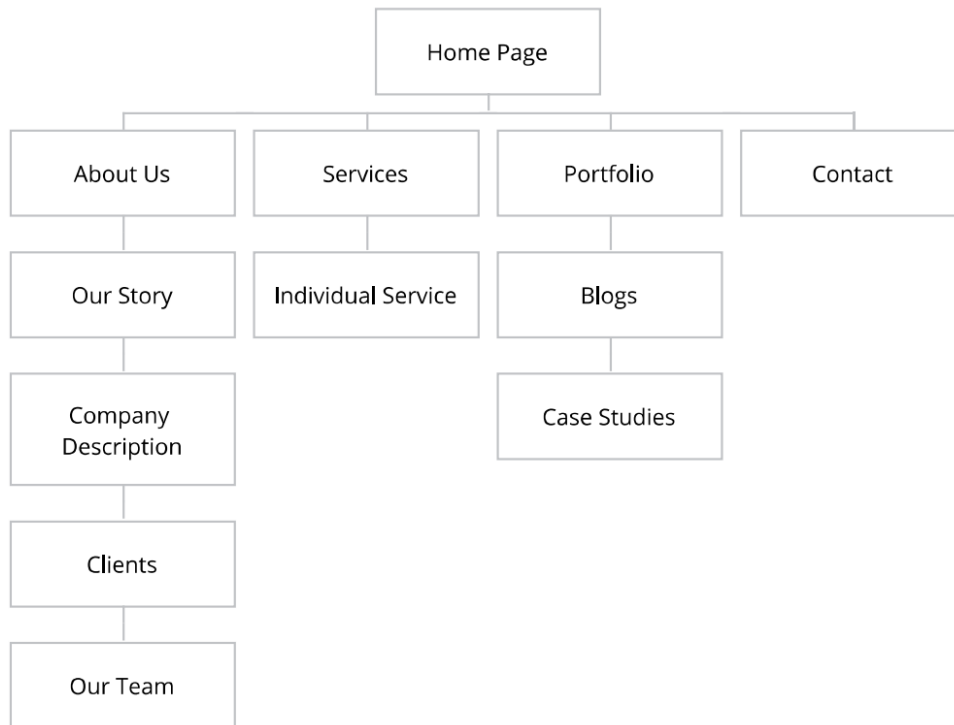 Home Page
About Us
Services
Portfolio
Contact
Our Story
Individual Service
Blogs
Company
Description
Case Studies
Clients
Our Team